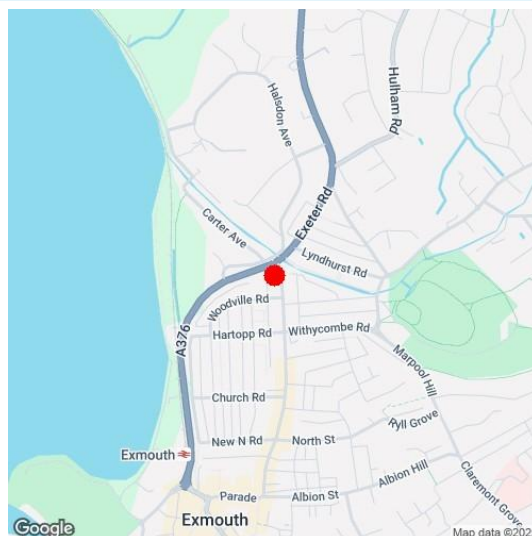 Halsdon Ave
Hulham Rd
Exeter Rd
Carter Ave
Lyndhurst Rd
Woodville Rd
A376
Hartopp Rd
Withycombe Rd
Marpool Hill
Church Rd
Ryll Grove
New N Rd
North St
Exmouth
Albion Hill
Claremont Grove
Parade
Albion St
Exmouth
Google
Map data ©202